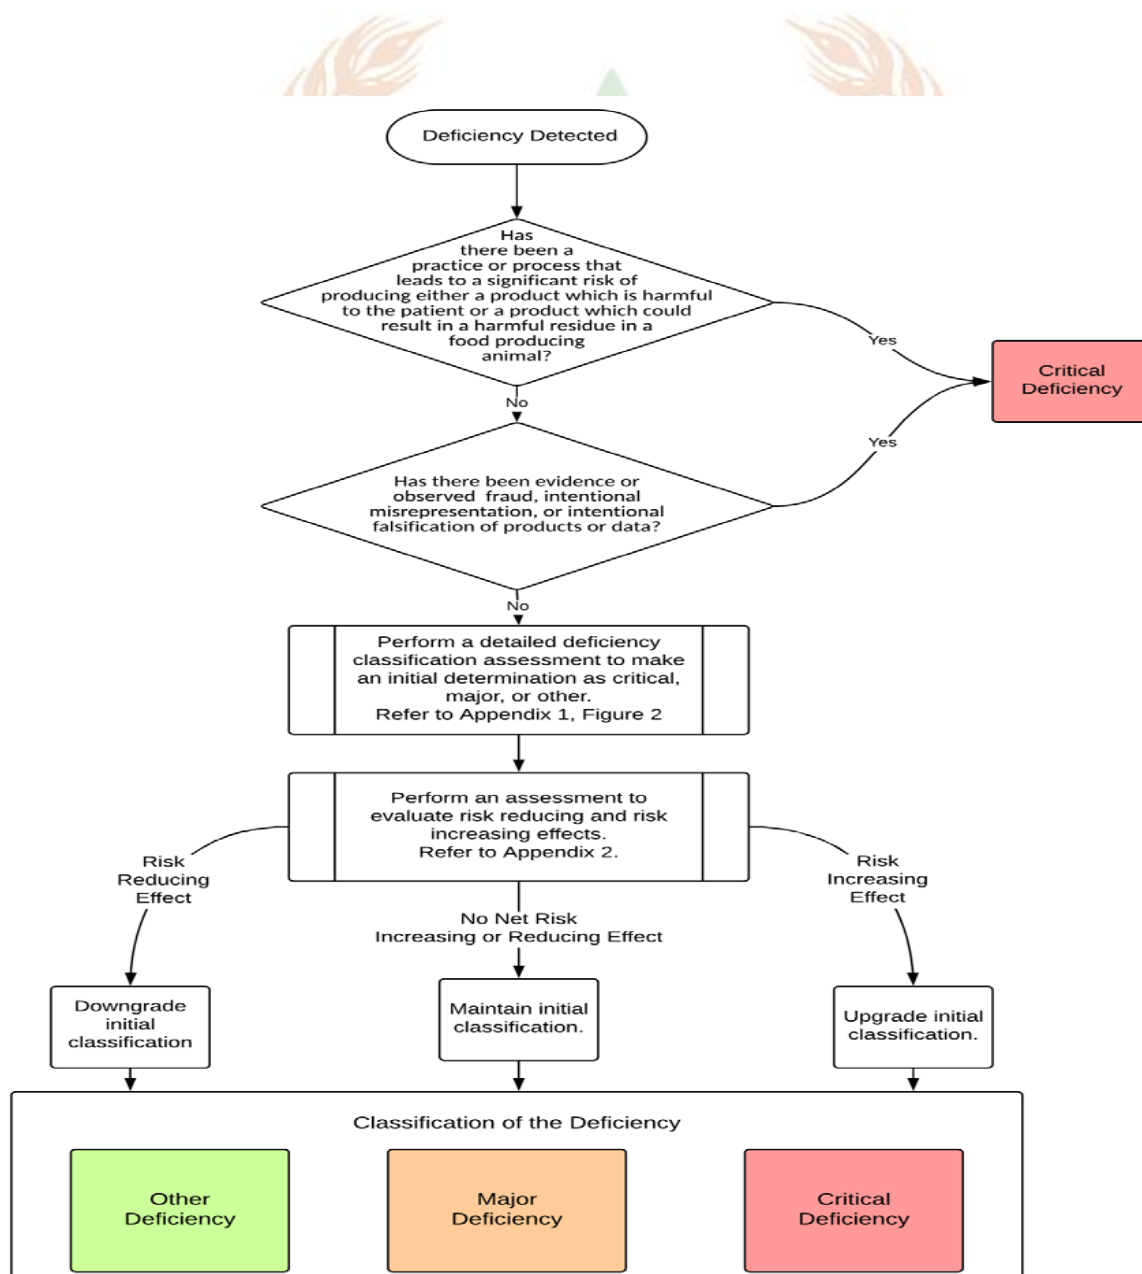 Deficiency Detected
Has
there been a
practice or process that
leads to a significant risk of
producing either a product which is harmful
to the patient or a product which could
result in a harmful residue in a
food producing
animal?
Yes
Critical
Deficiency
No
Yes
Has there been evidence or
observed fraud, intentional
misrepresentation, or intentional
falsification of products or data?
No
Perform a detailed deficiency
classification assessment to make
an initial determination as critical,
major, or other.
Refer to Appendix 1, Figure 2
Perform an assessment to
evaluate risk reducing and risk
increasing effects.
Refer to Appendix 2.
Risk
Reducing
Effect
No Net Risk
Increasing or Reducing Effect
Risk
Increasing
Effect
Downgrade
initial
classification
Maintain initial
classification.
Upgrade initial
classification.
Classification of the Deficiency
Other
Deficiency
Major
Deficiency
Critical
Deficiency